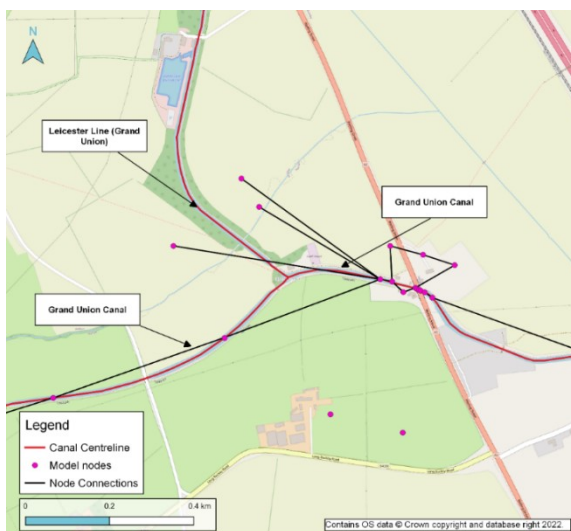 N
Leicester Line (Grand
Union)
Grand Union Canal
Grand Union Canal
Legend
Canal Centreline
Model nodes
Node Connections
0
0.2
0.4 km
Contains OS data © Crown copyright and database right 2022.